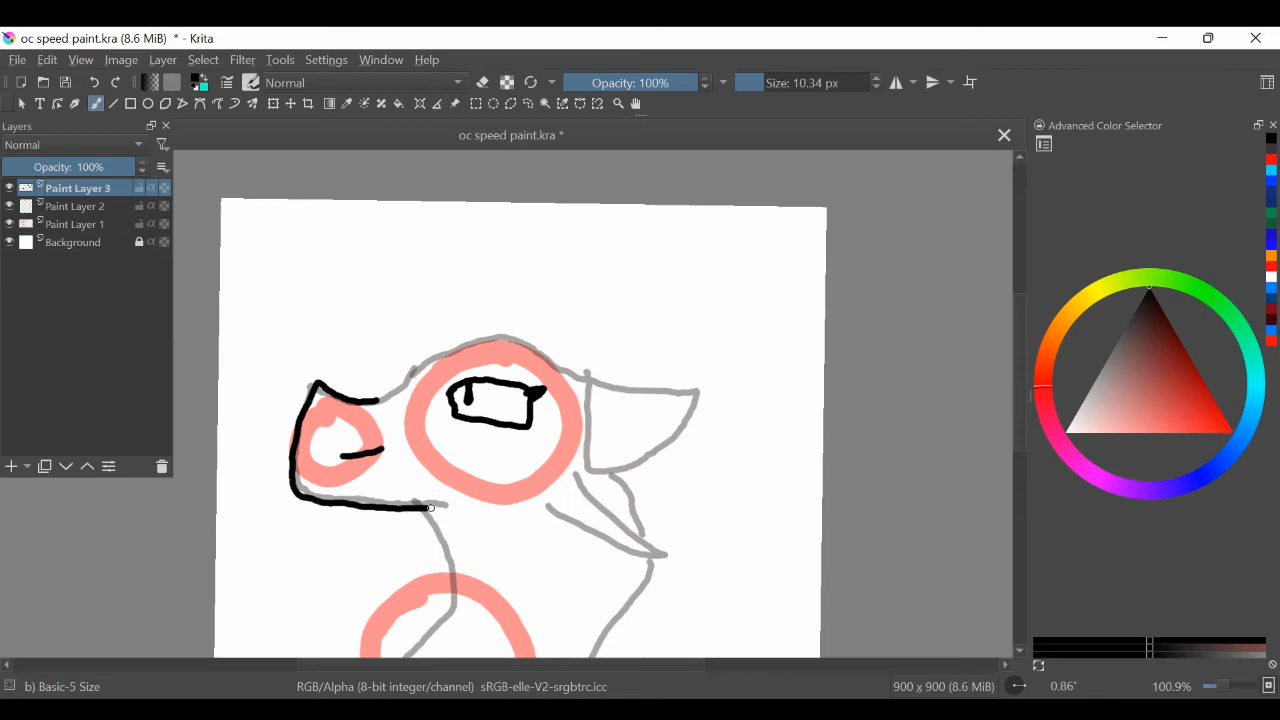 oc speed paint.kra (8.6 MiB) * - Krita
File Edit View Image Layer Select Filter Tools Settings Window Help
Normal Opacity: 100% Size: 10.34 px
Layers
oc speed paint.kra *
Advanced Color Selector
Normal
Opacity: 100%
Paint Layer 3
Paint Layer 2
Paint Layer 1
Background
b) Basic-5 Size RGB/Alpha (8-bit integer/channel) sRGB-elle-V2-srgbtrc.icc 900 x 900 (8.6 MiB) 0.86° 100.9%